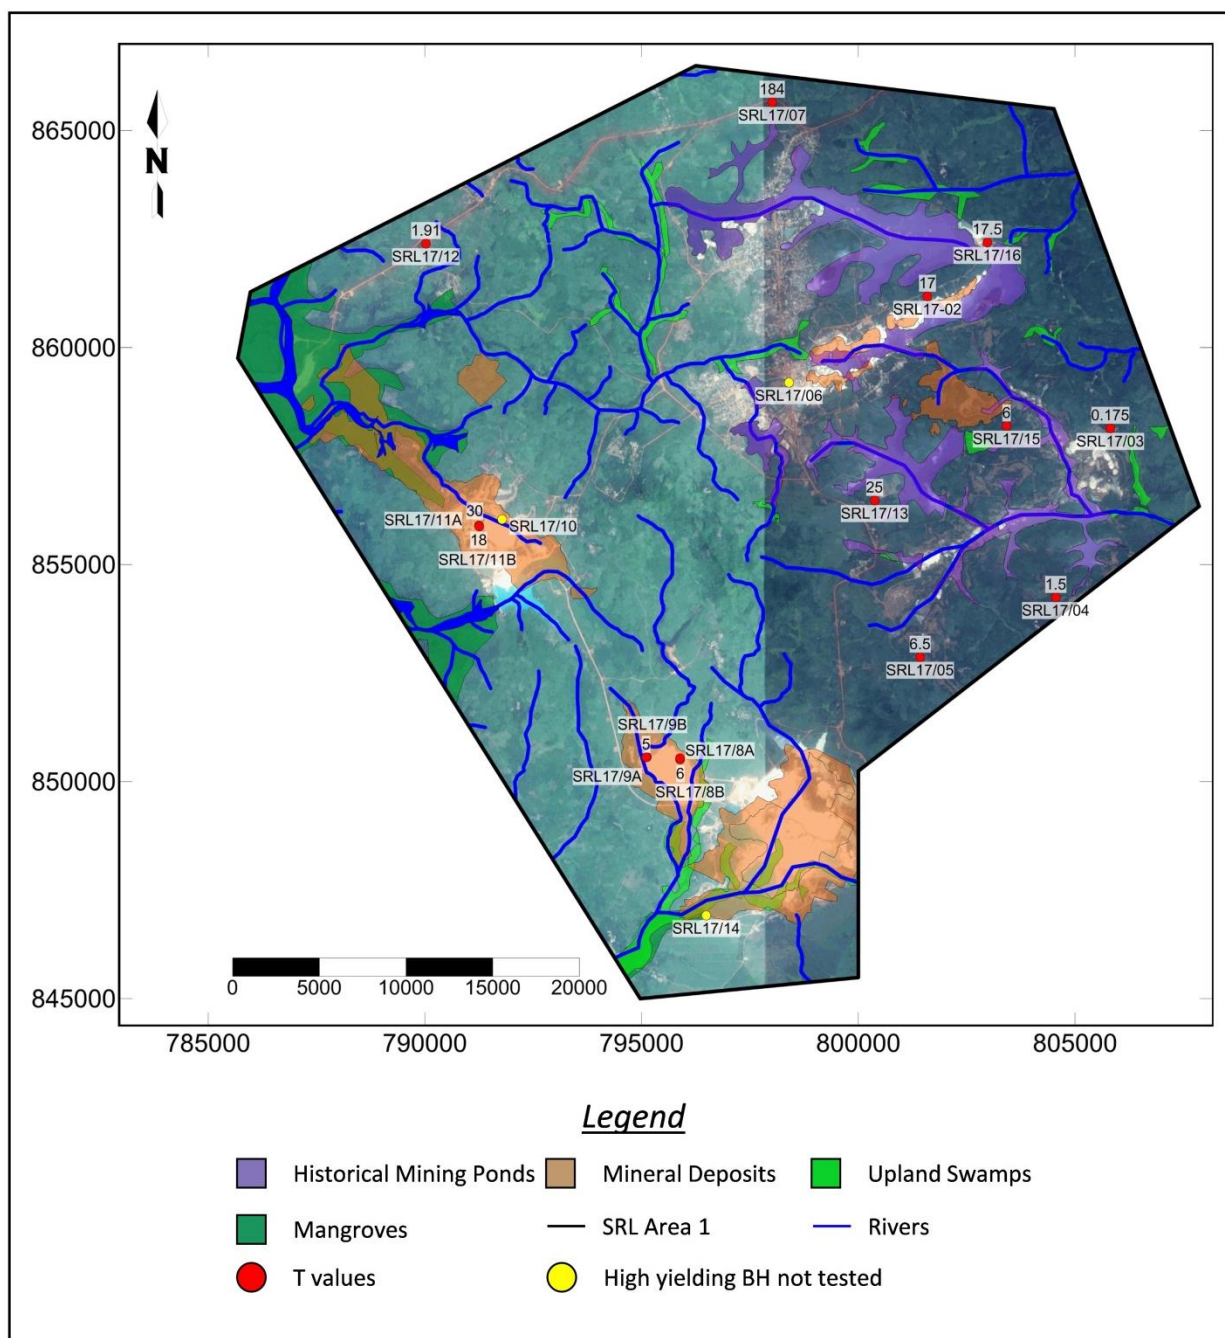 184
SRL17/07
865000
N
1.91
SRL17/12
17.5
SRL17/16
17
SRL17-02
860000
SRL17/06
6
SRL17/15
0.175
SRL17/03
25
SRL17/13
30
SRL17/11A
SRL17/10
18
SRL17/11B
855000
1.5
SRL17/04
6.5
SRL17/05
SRL17/9B
5
SRL17/8A
SRL17/9A
6
SRL17/8B
850000
SRL17/14
0 5000 10000 15000 20000
845000
785000 790000 795000 800000 805000
Legend
Historical Mining Ponds Mineral Deposits Upland Swamps
Mangroves SRL Area 1 Rivers
T values High yielding BH not tested